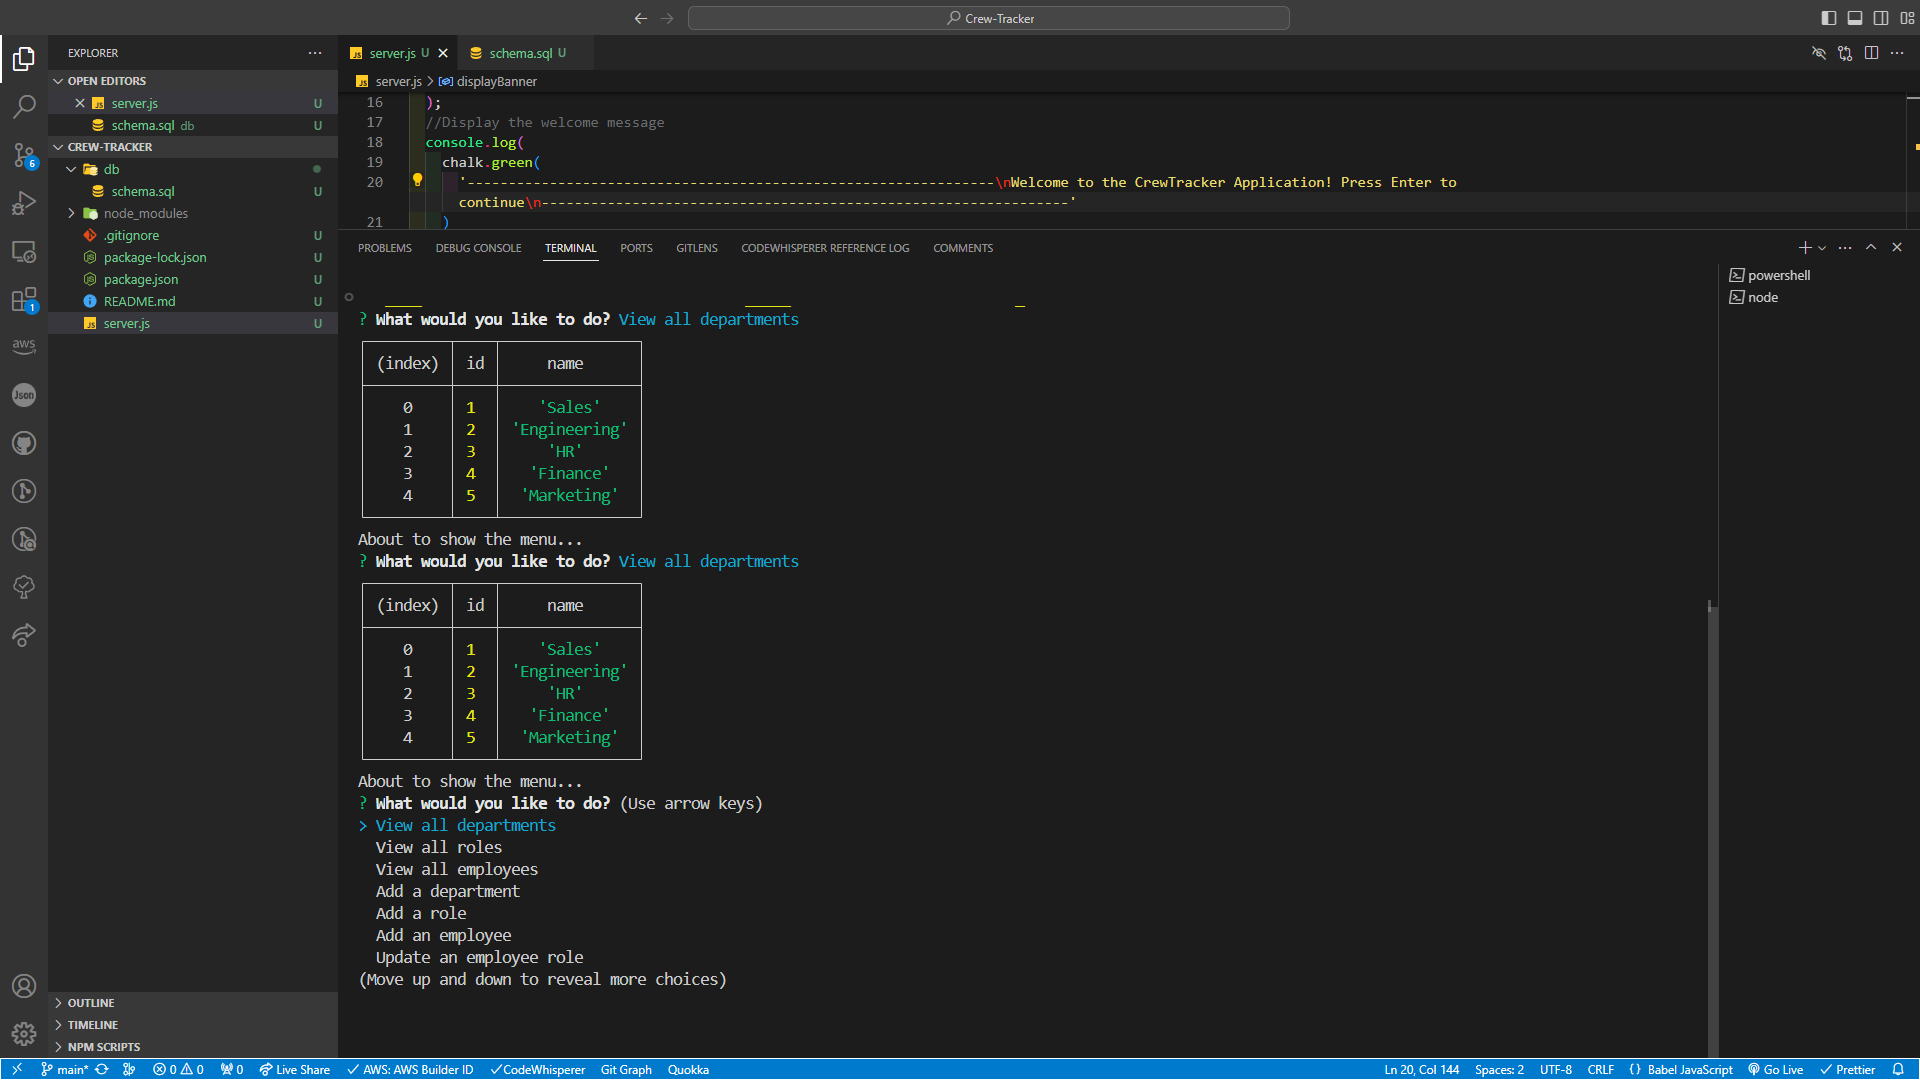 Crew-Tracker
EXPLORER
OPEN EDITORS
server.js U
schema.sql db U
CREW-TRACKER
db
schema.sql U
node_modules
.gitignore U
package-lock.json U
package.json U
README.md U
server.js U
6
1
aws
Json
OUTLINE
TIMELINE
NPM SCRIPTS
JS server.js U
schema.sql U
JS server.js > displayBanner
16 );
17 //Display the welcome message
18 console.log(
19 chalk.green(
20 '----------------------------------------------------------------\nWelcome to the CrewTracker Application! Press Enter to
continue\n----------------------------------------------------------------'
21 )
PROBLEMS DEBUG CONSOLE TERMINAL PORTS GITLENS CODEWHISPERER REFERENCE LOG COMMENTS
powershell
node
? What would you like to do? View all departments
(index) id name
0 1 'Sales'
1 2 'Engineering'
2 3 'HR'
3 4 'Finance'
4 5 'Marketing'
About to show the menu...
? What would you like to do? View all departments
(index) id name
0 1 'Sales'
1 2 'Engineering'
2 3 'HR'
3 4 'Finance'
4 5 'Marketing'
About to show the menu...
? What would you like to do? (Use arrow keys)
> View all departments
View all roles
View all employees
Add a department
Add a role
Add an employee
Update an employee role
(Move up and down to reveal more choices)
main* 0 0 0 Live Share AWS: AWS Builder ID CodeWhisperer Git Graph Quokka Ln 20, Col 144 Spaces: 2 UTF-8 CRLF {} Babel JavaScript Go Live Prettier